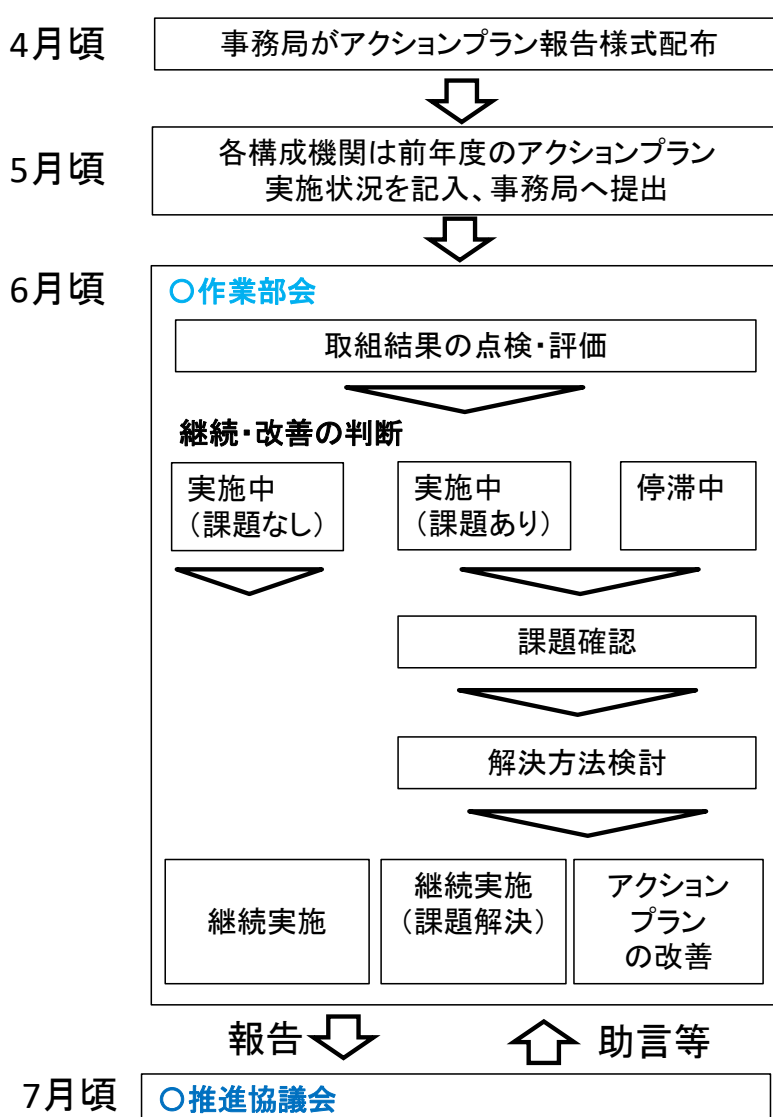 4月頃
事務局がアクションプラン報告様式配布
5月頃
各構成機関は前年度のアクションプラン
実施状況を記入、事務局へ提出
6月頃
○作業部会
取組結果の点検・評価
継続・改善の判断
実施中
（課題なし）
実施中
（課題あり）
停滞中
課題確認
解決方法検討
継続実施
継続実施
（課題解決）
アクション
プラン
の改善
報告
助言等
7月頃
○推進協議会